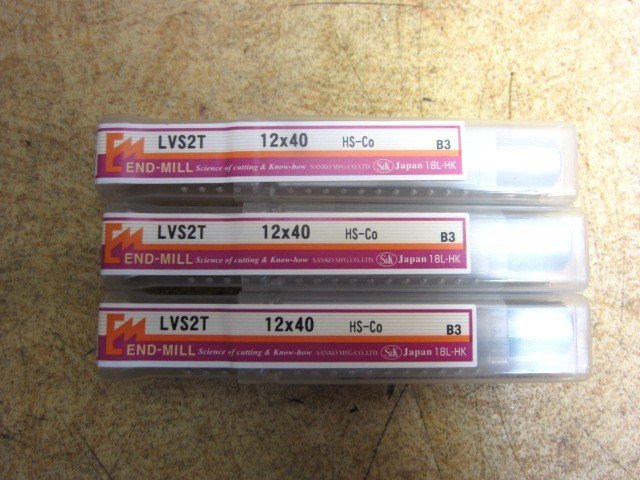 EM LVS2T 12x40 HS-Co B3
END-MILL Science of cutting & Know-how SANKO MFG.CO.,LTD. SAK Japan 18L-HK
EM LVS2T 12x40 HS-Co B3
END-MILL Science of cutting & Know-how SANKO MFG.CO.,LTD. SAK Japan 18L-HK
EM LVS2T 12x40 HS-Co B3
END-MILL Science of cutting & Know-how SANKO MFG.CO.,LTD. SAK Japan 18L-HK